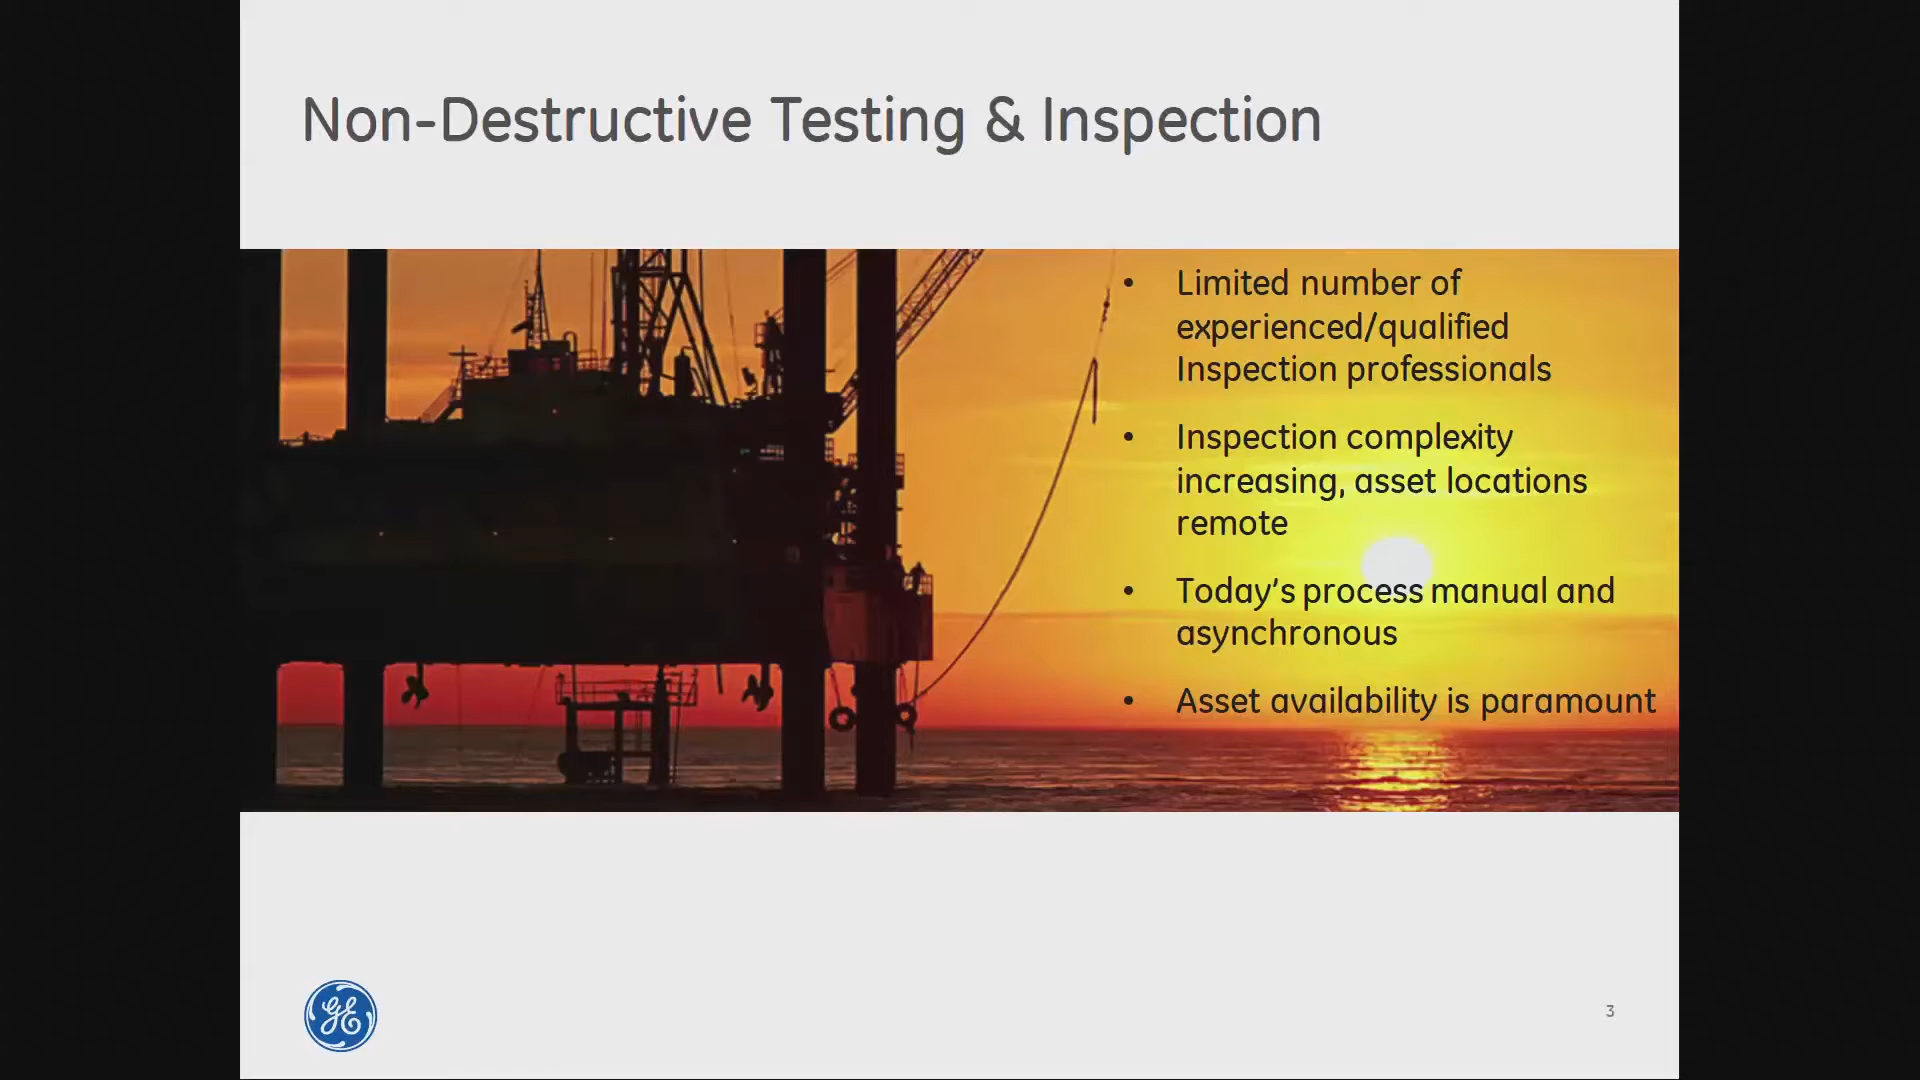 Non-Destructive Testing & Inspection
• Limited number of
experienced/qualified
Inspection professionals
• Inspection complexity
increasing, asset locations
remote
• Today's process manual and
asynchronous
• Asset availability is paramount
GE
3